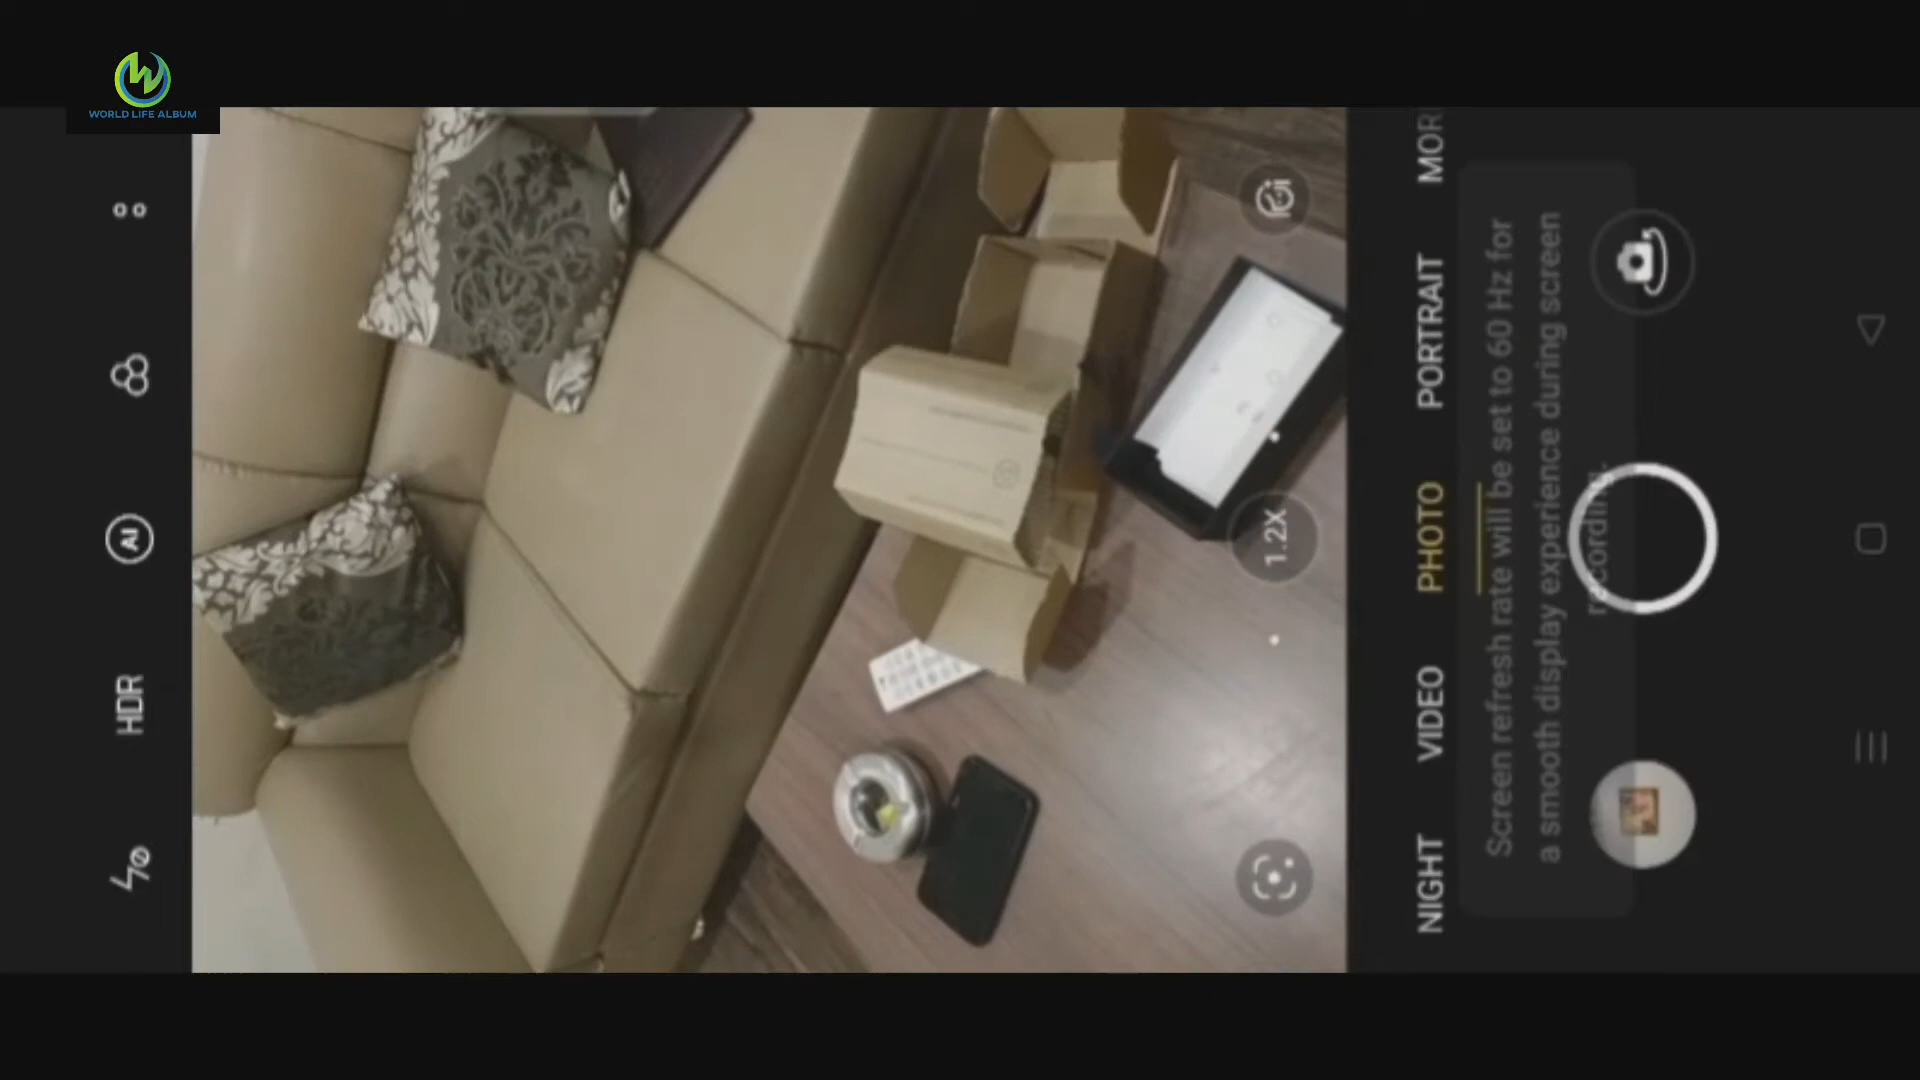 WORLD LIFE ALBUM
HDR
AI
1.2X
NIGHT
VIDEO
PHOTO
PORTRAIT
MOR
Screen refresh rate will be set to 60 Hz for
a smooth display experience during screen
recording.